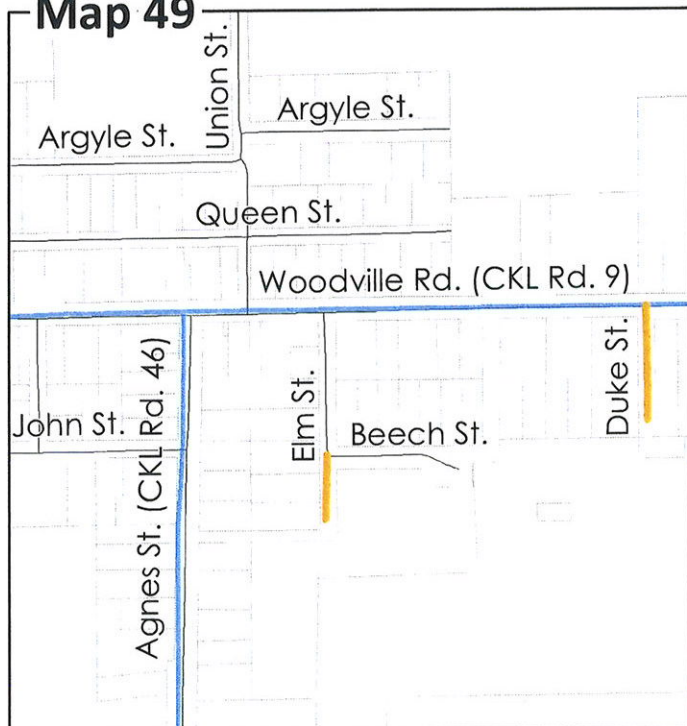 Map 49
Union St.
Argyle St.
Argyle St.
Queen St.
Woodville Rd. (CKL Rd. 9)
Agnes St. (CKL Rd. 46)
Duke St.
Elm St.
John St.
Beech St.